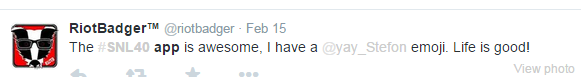 RiotBadger™ @riotbadger · Feb 15
The #SNL40 app is awesome, I have a @yay_Stefon emoji. Life is good!
View photo